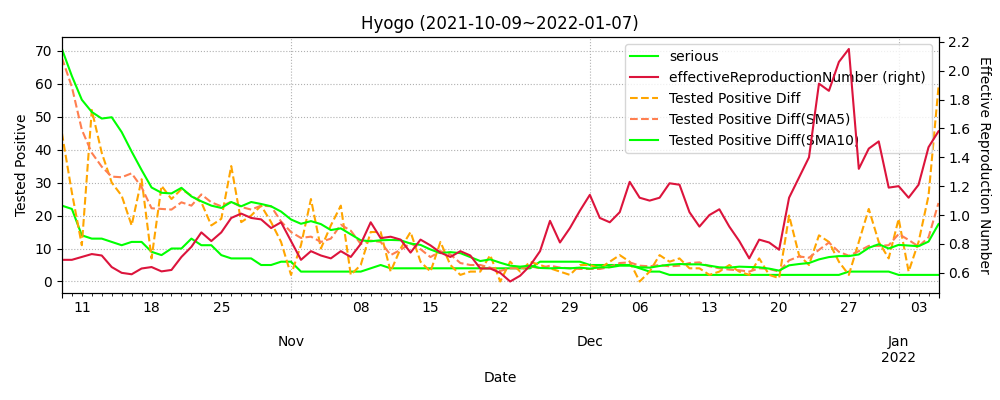 Hyogo (2021-10-09~2022-01-07)
Tested Positive
70
60
50
40
30
20
10
0
serious
effectiveReproductionNumber (right)
Tested Positive Diff
Tested Positive Diff(SMA5)
Tested Positive Diff(SMA10)
2.2
2.0
1.8
1.6
1.4
1.2
1.0
0.8
0.6
Effective Reproduction Number
11 18 25 08 15 22 29 06 13 20 27 03
Nov Dec Jan
2022
Date